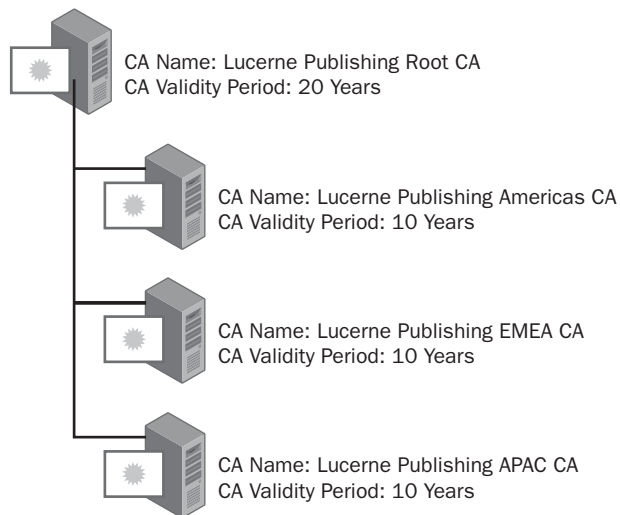 CA Name: Lucerne Publishing Root CA
CA Validity Period: 20 Years
CA Name: Lucerne Publishing Americas CA
CA Validity Period: 10 Years
CA Name: Lucerne Publishing EMEA CA
CA Validity Period: 10 Years
CA Name: Lucerne Publishing APAC CA
CA Validity Period: 10 Years